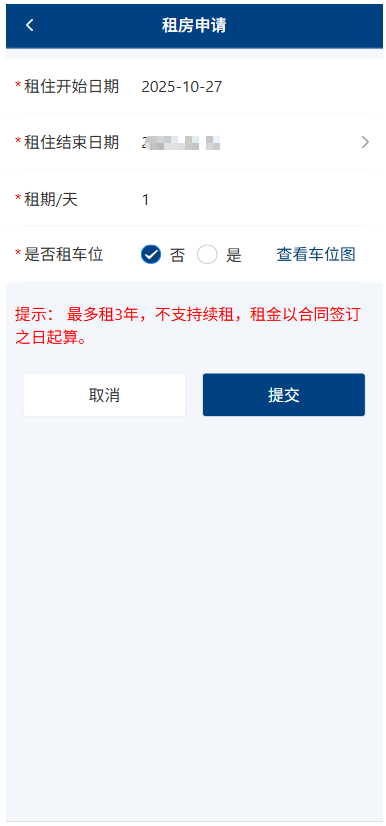 租房申请
*租住开始日期 2025-10-27
*租住结束日期
*租期/天 1
*是否租车位 否 是 查看车位图
提示： 最多租3年，不支持续租，租金以合同签订
之日起算。
取消 提交